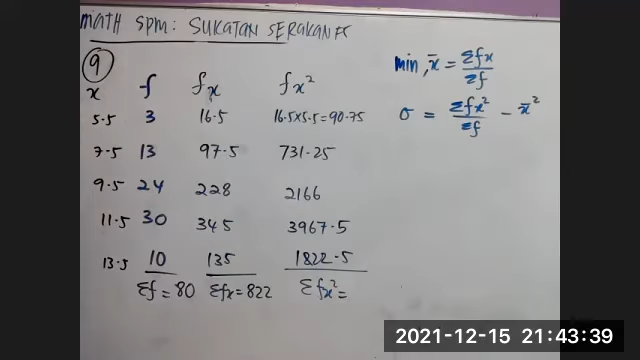 math spm: SUKATAN SERAKAN
9
x f fx fx²
5.5 3 16.5 16.5×5.5=90.75
7.5 13 97.5 731.25
9.5 24 228 2166
11.5 30 345 3967.5
13.5 10 135 1822.5
Σf=80 Σfx=822 Σfx²=
min, x̄ = Σfx/Σf
σ = Σfx²/Σf - x̄²
2021-12-15 21:43:39